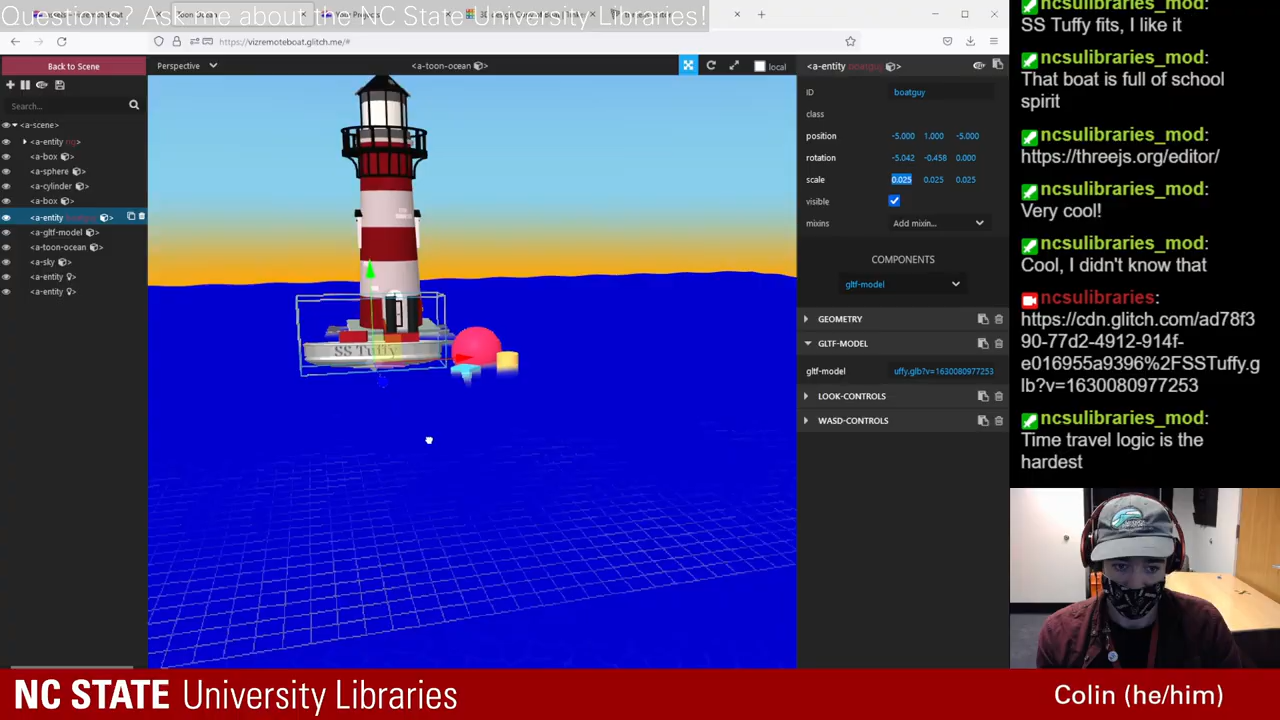 Questions? Ask me about the NC State University Libraries!
https://vizremoteboat.glitch.me/#
Back to Scene
Search...
<a-scene>
<a-entity rig>
<a-box
<a-sphere
<a-cylinder
<a-box
<a-entity boatguy
<a-gltf-model
<a-toon-ocean
<a-sky
<a-entity
<a-entity
Perspective
<a-toon-ocean
local
SS Tuffy
<a-entity boatguy
ID boatguy
class
position -5.000 1.000 -5.000
rotation -5.042 -0.458 0.000
scale 0.025 0.025 0.025
visible
mixins Add mixin...
COMPONENTS
gltf-model
GEOMETRY
GLTF-MODEL
gltf-model uffy.glb?v=1630080977253
LOOK-CONTROLS
WASD-CONTROLS
ncsulibraries_mod:
SS Tuffy fits, I like it
ncsulibraries_mod:
That boat is full of school
spirit
ncsulibraries_mod:
https://threejs.org/editor/
ncsulibraries_mod:
Very cool!
ncsulibraries_mod:
Cool, I didn't know that
ncsulibraries:
https://cdn.glitch.com/ad78f3
90-77d2-4912-914f-
e016955a9396%2FSSTuffy.g
lb?v=1630080977253
ncsulibraries_mod:
Time travel logic is the
hardest
NC STATE University Libraries
Colin (he/him)